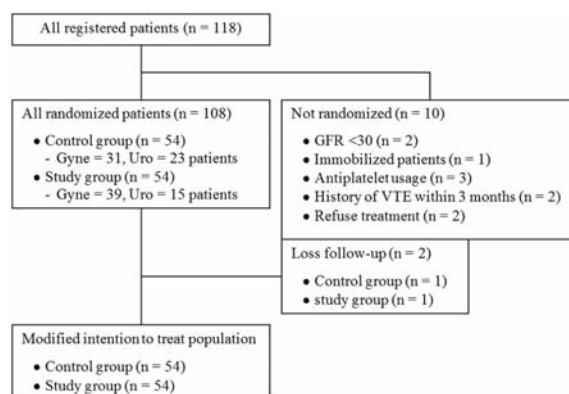 All registered patients (n = 118)
All randomized patients (n = 108)
● Control group (n = 54)
- Gyne = 31, Uro = 23 patients
● Study group (n = 54)
- Gyne = 39, Uro = 15 patients
Not randomized (n = 10)
● GFR <30 (n = 2)
● Immobilized patients (n = 1)
● Antiplatelet usage (n = 3)
● History of VTE within 3 months (n = 2)
● Refuse treatment (n = 2)
Loss follow-up (n = 2)
● Control group (n = 1)
● study group (n = 1)
Modified intention to treat population
● Control group (n = 54)
● Study group (n = 54)